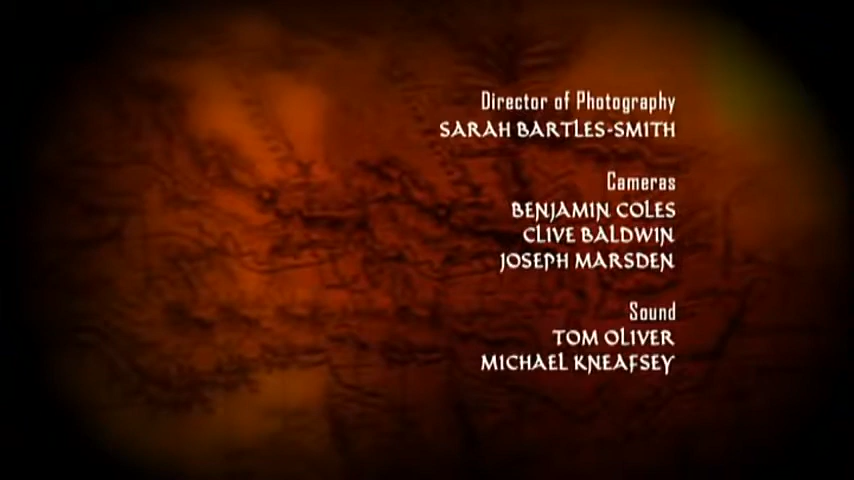 Director of Photography
SARAH BARTLES-SMITH
Cameras
BENJAMIN COLES
CLIVE BALDWIN
JOSEPH MARSDEN
Sound
TOM OLIVER
MICHAEL KNEAFSEY